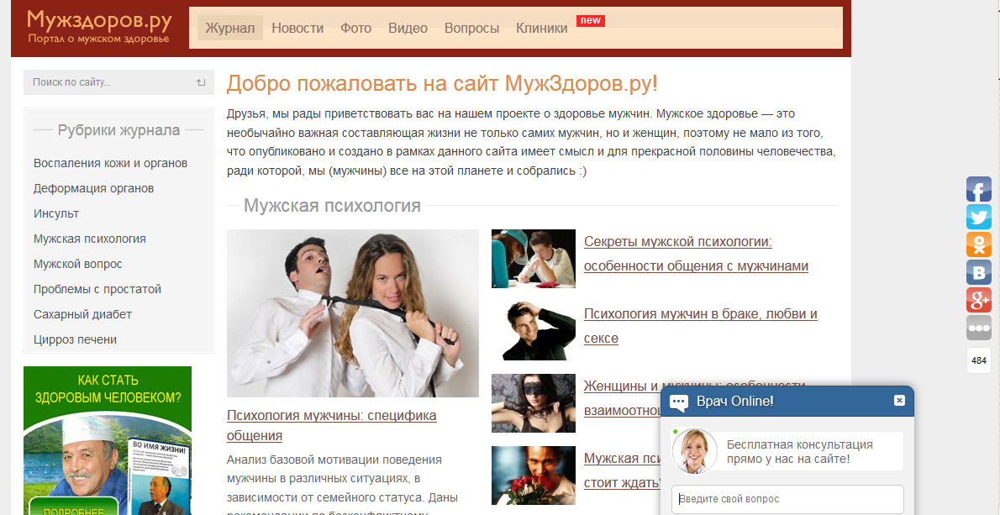 Мужздоров.ру
Портал о мужском здоровье
Журнал Новости Фото Видео Вопросы Клиники new
Поиск по сайту...
Рубрики журнала
Воспаления кожи и органов
Деформация органов
Инсульт
Мужская психология
Мужской вопрос
Проблемы с простатой
Сахарный диабет
Цирроз печени
КАК СТАТЬ
ЗДОРОВЫМ ЧЕЛОВЕКОМ?
ВО ИМЯ ЖИЗНИ!
ПОДРОБНЕЕ
Добро пожаловать на сайт МужЗдоров.ру!
Друзья, мы рады приветствовать вас на нашем проекте о здоровье мужчин. Мужское здоровье — это
необычайно важная составляющая жизни не только самих мужчин, но и женщин, поэтому не мало из того,
что опубликовано и создано в рамках данного сайта имеет смысл и для прекрасной половины человечества,
ради которой, мы (мужчины) все на этой планете и собрались :)
Мужская психология
Психология мужчины: специфика
общения
Анализ базовой мотивации поведения
мужчины в различных ситуациях, в
зависимости от семейного статуса. Даны
рекомендации по бесконфликтному
Секреты мужской психологии:
особенности общения с мужчинами
Психология мужчин в браке, любви и
сексе
Женщины и мужчины: особенности
взаимоотно
Мужская пси
стоит ждать?
484
Врач Online!
Бесплатная консультация
прямо у нас на сайте!
Введите свой вопрос